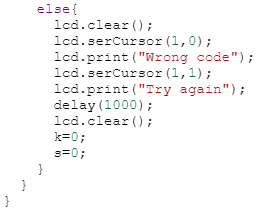 else{
lcd.clear();
lcd.serCursor(1,0);
lcd.print("Wrong code");
lcd.serCursor(1,1);
lcd.print("Try again");
delay(1000);
lcd.clear();
k=0;
s=0;
}
}
}